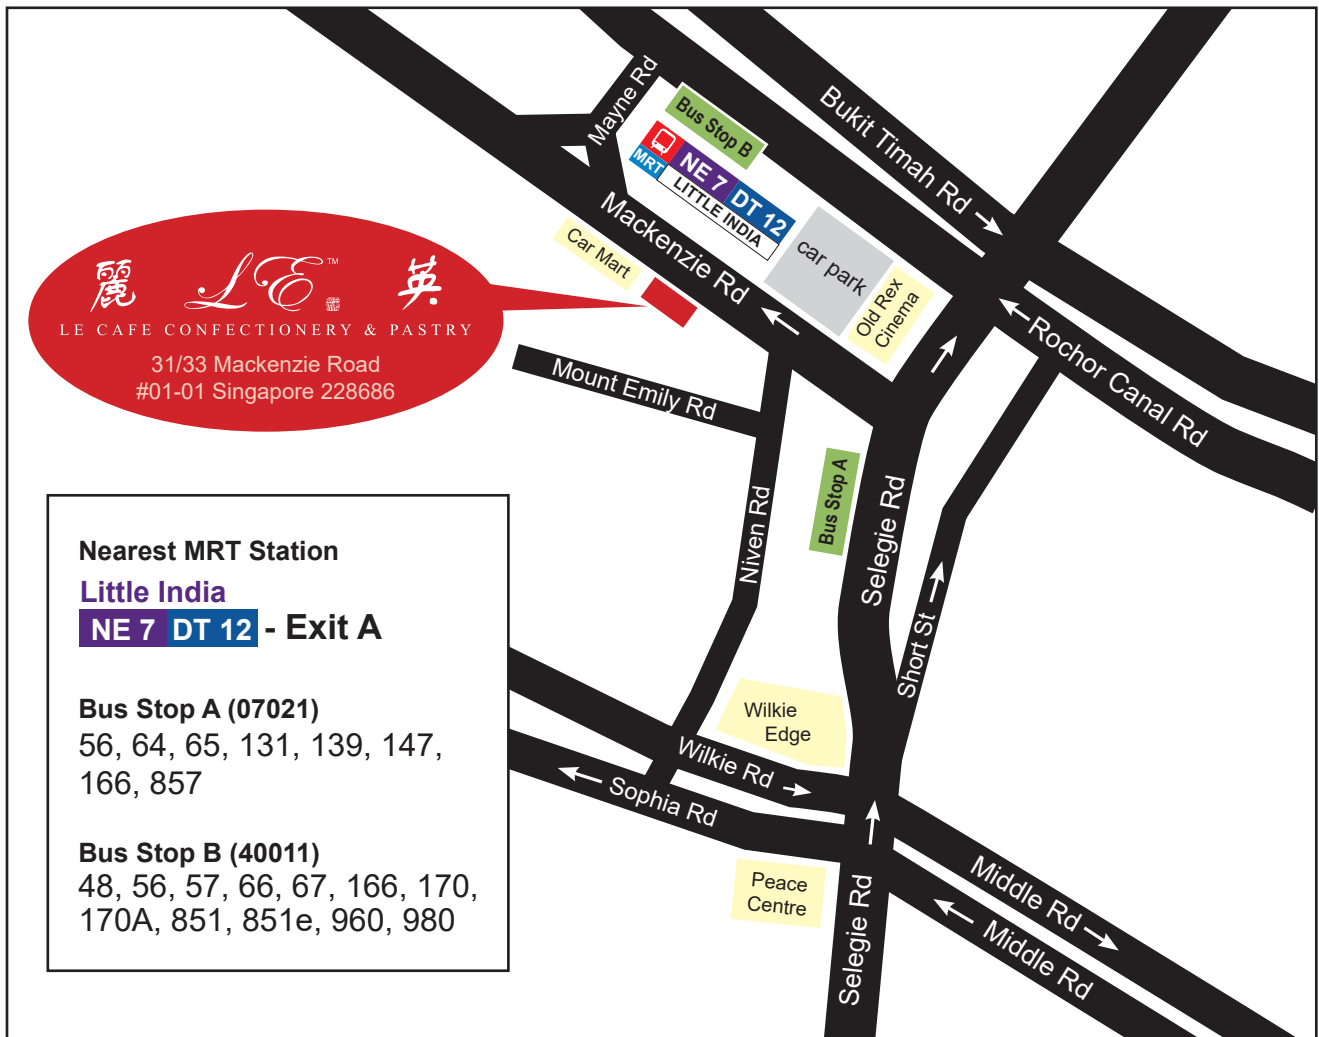 Mayne Rd
Bus Stop B
Bukit Timah Rd
MRT
NE 7
DT 12
LITTLE INDIA
Mackenzie Rd
Car Mart
car park
Old Rex
Cinema
Rochor Canal Rd
麗 LE™ 英
LE CAFE CONFECTIONERY & PASTRY
31/33 Mackenzie Road
#01-01 Singapore 228686
Mount Emily Rd
Niven Rd
Bus Stop A
Selegie Rd
Short St
Nearest MRT Station
Little India
NE 7 DT 12 - Exit A
Bus Stop A (07021)
56, 64, 65, 131, 139, 147,
166, 857
Bus Stop B (40011)
48, 56, 57, 66, 67, 166, 170,
170A, 851, 851e, 960, 980
Wilkie
Edge
Wilkie Rd
Sophia Rd
Peace
Centre
Selegie Rd
Middle Rd
Middle Rd